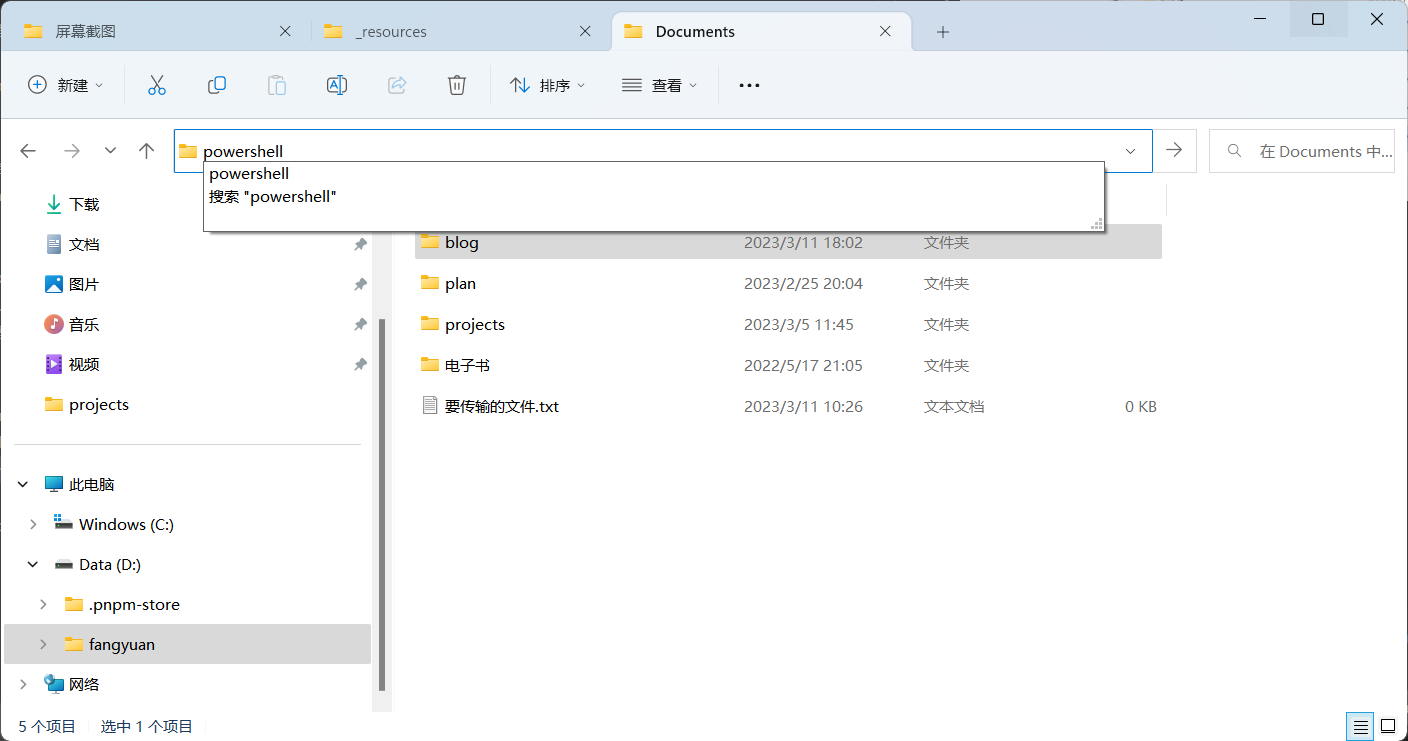 屏幕截图
_resources
Documents
新建
排序
查看
powershell
在 Documents 中...
powershell
搜索 "powershell"
下载
文档
图片
音乐
视频
projects
此电脑
Windows (C:)
Data (D:)
.pnpm-store
fangyuan
网络
blog 2023/3/11 18:02 文件夹
plan 2023/2/25 20:04 文件夹
projects 2023/3/5 11:45 文件夹
电子书 2022/5/17 21:05 文件夹
要传输的文件.txt 2023/3/11 10:26 文本文档 0 KB
5 个项目 选中 1 个项目